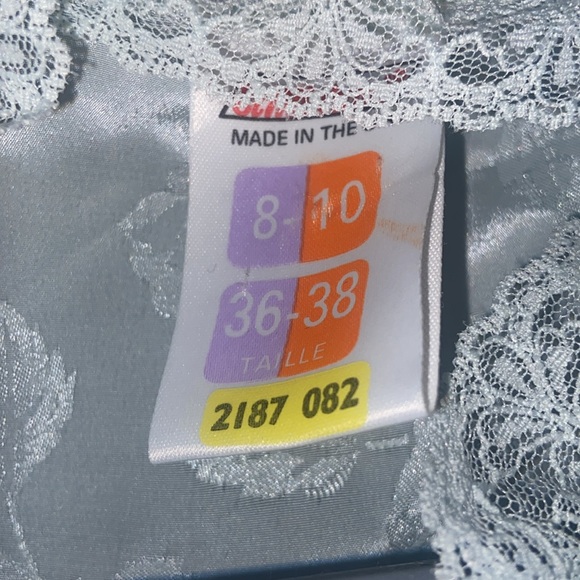 MADE IN THE
8-10
36-38
TAILLE
2187 082